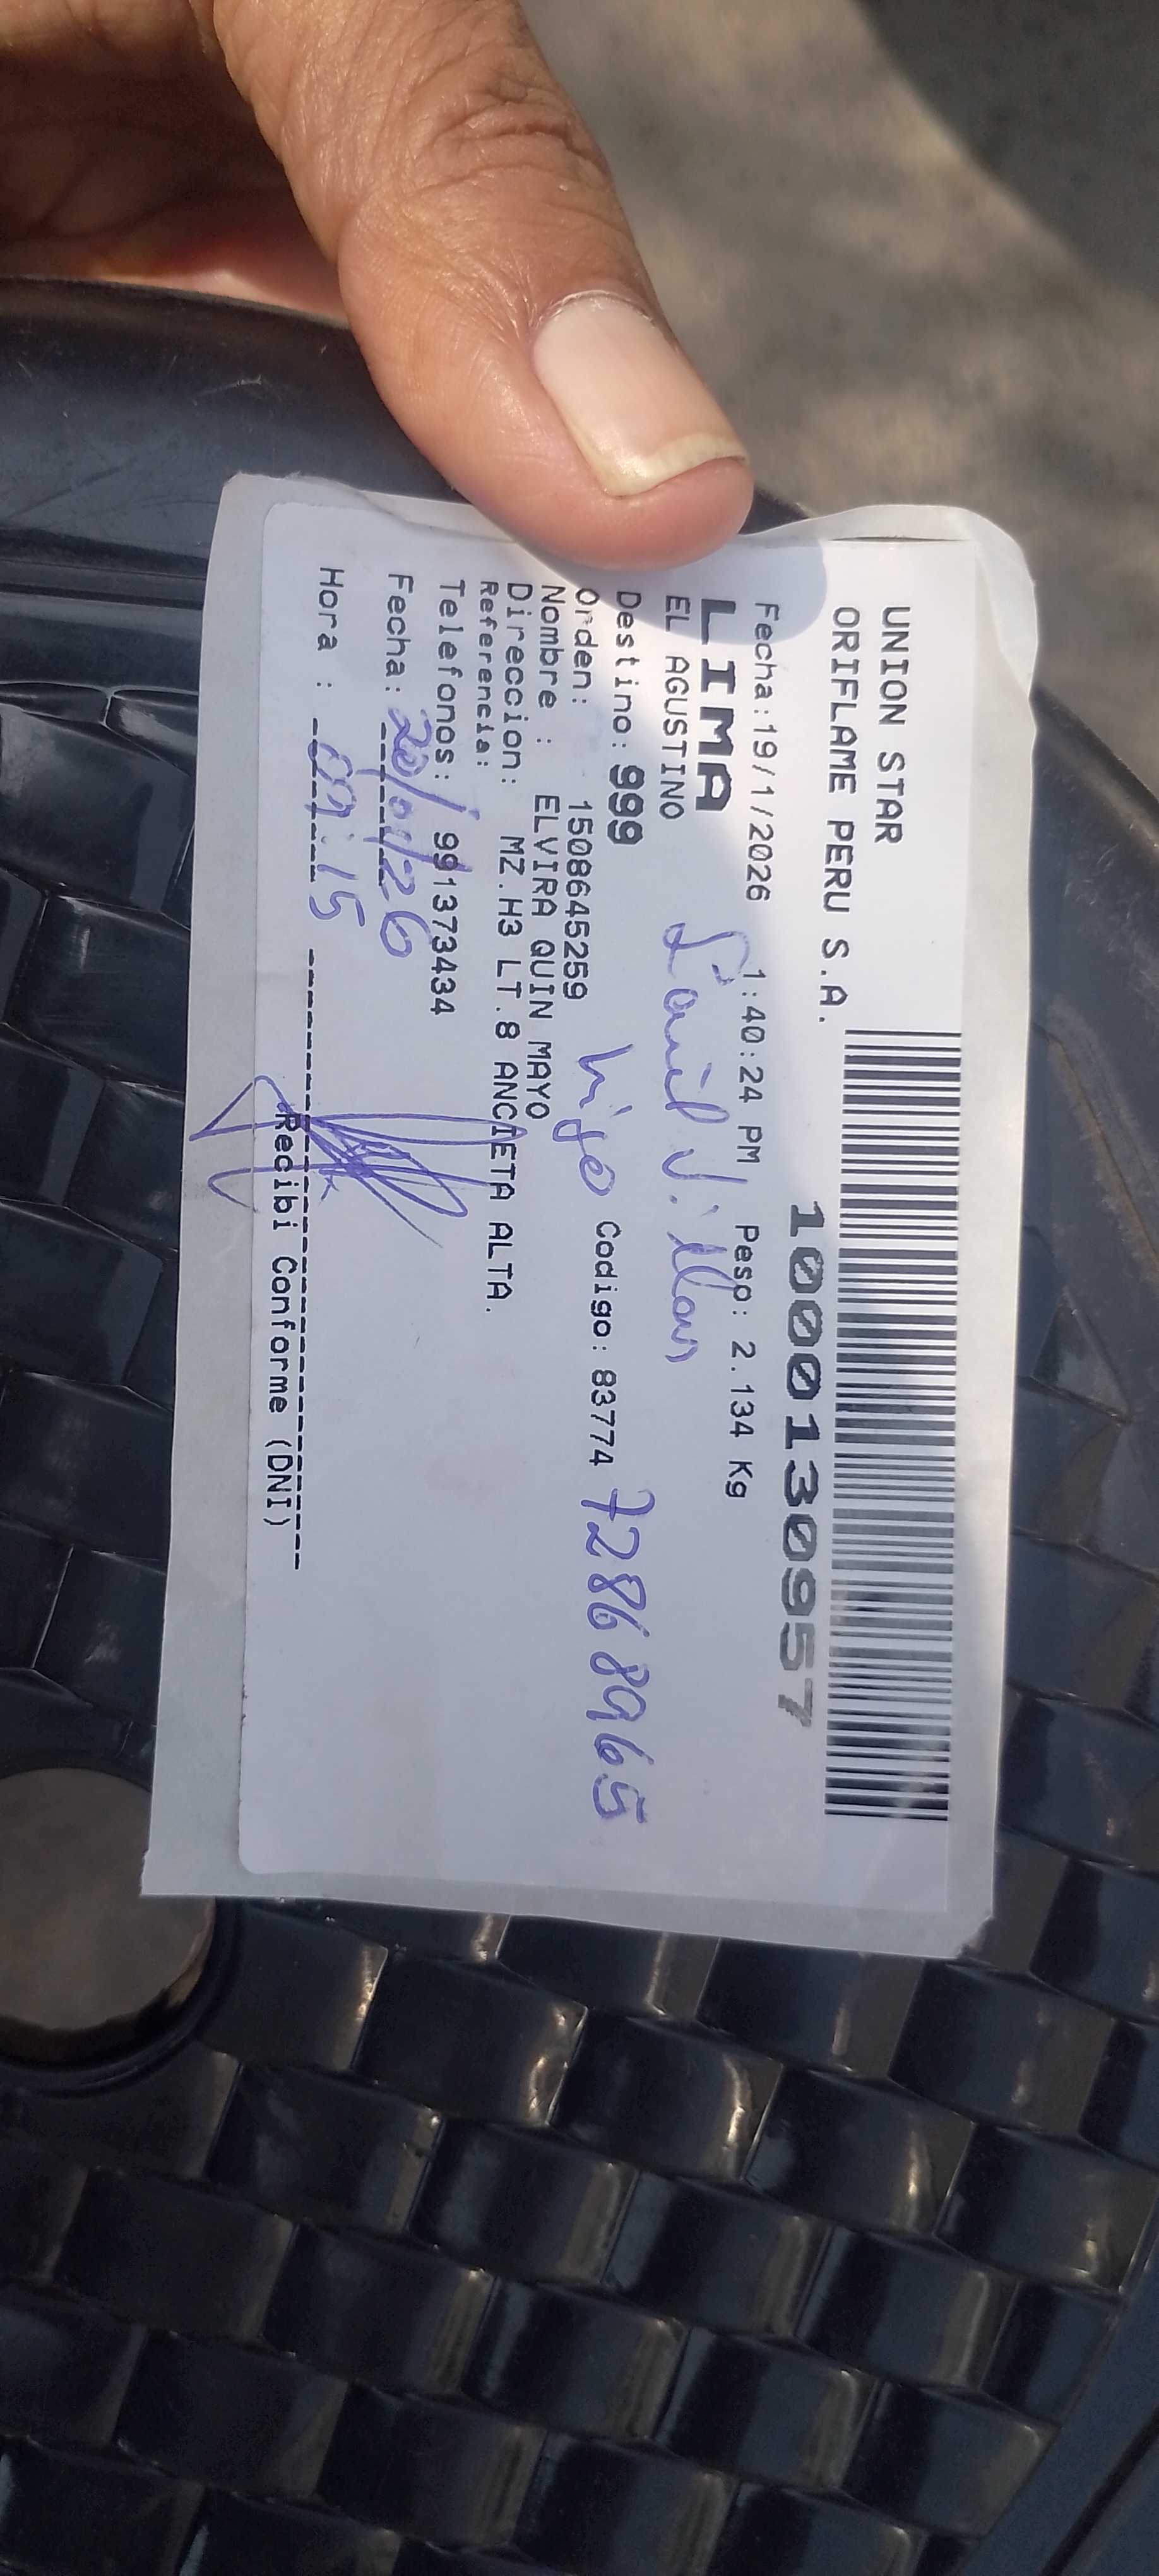 UNION STAR
ORIFLAME PERU S.A.
100013095 7
Fecha:19/1/2026 1:40:24 PM Peso: 2.134 Kg
LIMA
EL AGUSTINO
Destino: 999
hijo Codigo: 83774 72868965
Orden: 1508645259
Nombre : ELVIRA QUIN MAYO
Direccion: MZ.H3 LT.8 ANCIETA ALTA.
Referencia:
Telefonos: 991373434
Fecha: 20/01/26
Hora : 09:15
Recibi Conforme (DNI)